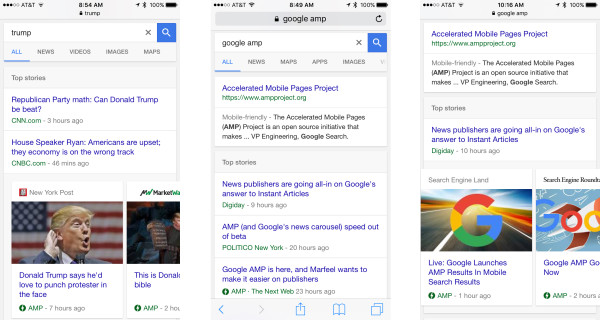 AT&T 8:54 AM 100%
trump
trump
ALL NEWS VIDEOS IMAGES MAPS
Top stories
Republican Party math: Can Donald Trump
be beat?
CNN.com - 3 hours ago
House Speaker Ryan: Americans are upset;
they economy is on the wrong track
CNBC.com - 46 mins ago
New York Post
MarketWa
Donald Trump says he'd
love to punch protester in
the face
AMP - 7 hours ago
This is Donald
bible
AMP - 2 hour
AT&T 8:49 AM 100%
google amp
google amp
ALL NEWS MAPS APPS IMAGES
Accelerated Mobile Pages Project
https://www.ampproject.org
Mobile-friendly - The Accelerated Mobile Pages
(AMP) Project is an open source initiative that
makes ... VP Engineering, Google Search.
Top stories
News publishers are going all-in on Google's
answer to Instant Articles
Digiday - 9 hours ago
AMP (and Google's news carousel) speed out
of beta
POLITICO New York - 20 hours ago
Google AMP is here, and Marfeel wants to
make it easier on publishers
AMP - The Next Web 23 hours ago
AT&T 10:16 AM 100%
google amp
Accelerated Mobile Pages Project
https://www.ampproject.org
Mobile-friendly - The Accelerated Mobile Pages
(AMP) Project is an open source initiative that
makes ... VP Engineering, Google Search.
Top stories
News publishers are going all-in on Google's
answer to Instant Articles
Digiday - 10 hours ago
Search Engine Land
Search Engine Roundta
Live: Google Launches
AMP Results In Mobile
Search Results
AMP - 1 hour ago
Google AMP Go
Now
AMP - 2 hours